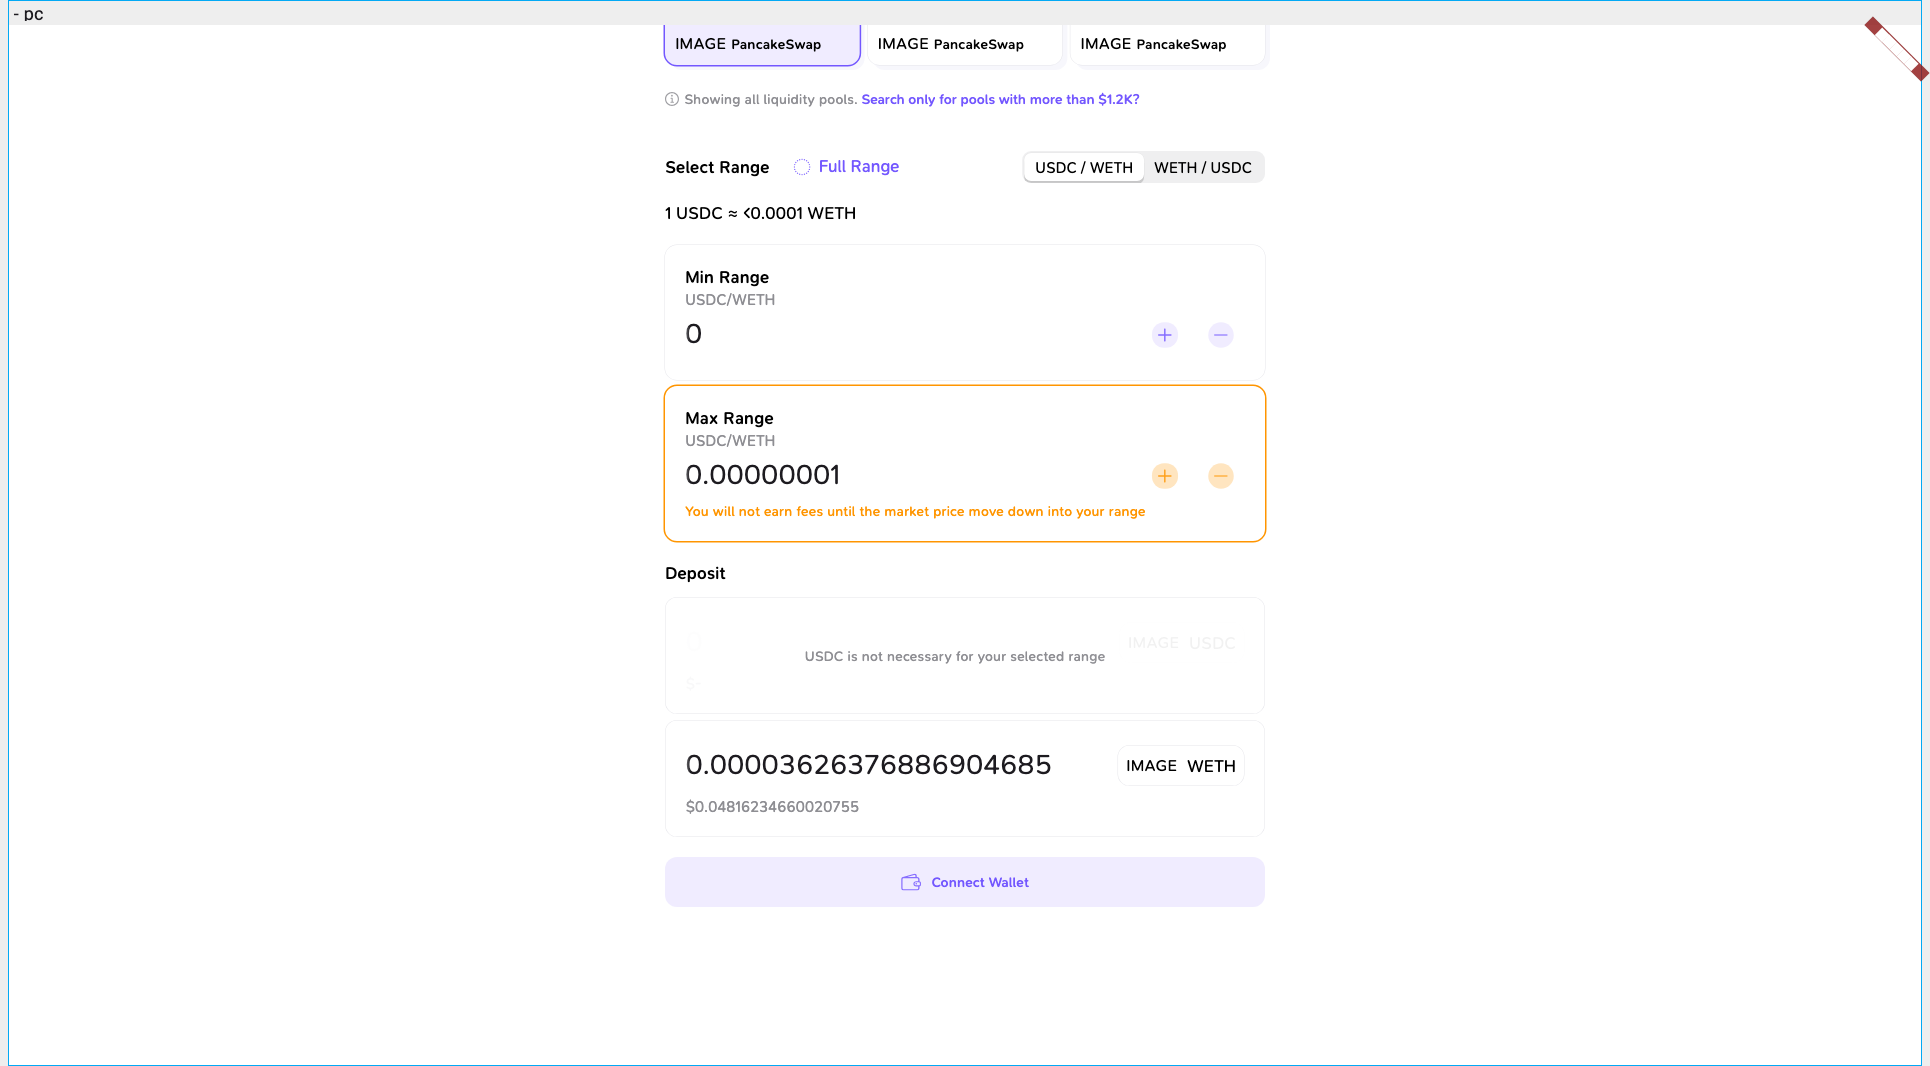 - pc
IMAGE PancakeSwap IMAGE PancakeSwap IMAGE PancakeSwap
Showing all liquidity pools. Search only for pools with more than $1.2K?
Select Range Full Range USDC / WETH WETH / USDC
1 USDC ≈ <0.0001 WETH
Min Range
USDC/WETH
0
Max Range
USDC/WETH
0.00000001
You will not earn fees until the market price move down into your range
Deposit
IMAGE USDC
USDC is not necessary for your selected range
$-
0.00003626376886904685 IMAGE WETH
$0.04816234660020755
Connect Wallet